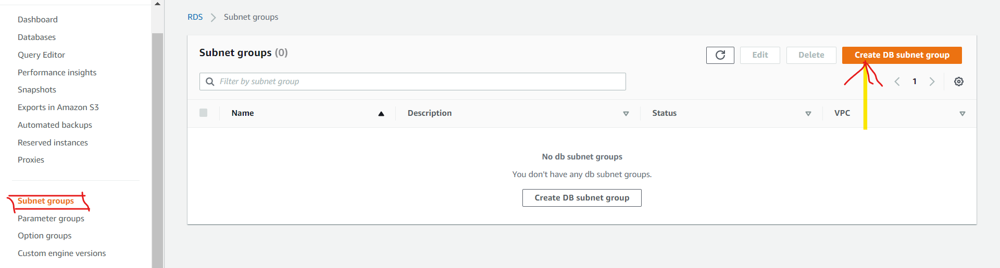 Dashboard
Databases
Query Editor
Performance insights
Snapshots
Exports in Amazon S3
Automated backups
Reserved instances
Proxies
Subnet groups
Parameter groups
Option groups
Custom engine versions
RDS Subnet groups
Subnet groups (0)
Edit Delete Create DB subnet group
Filter by subnet group
1
Name Description Status VPC
No db subnet groups
You don't have any db subnet groups.
Create DB subnet group